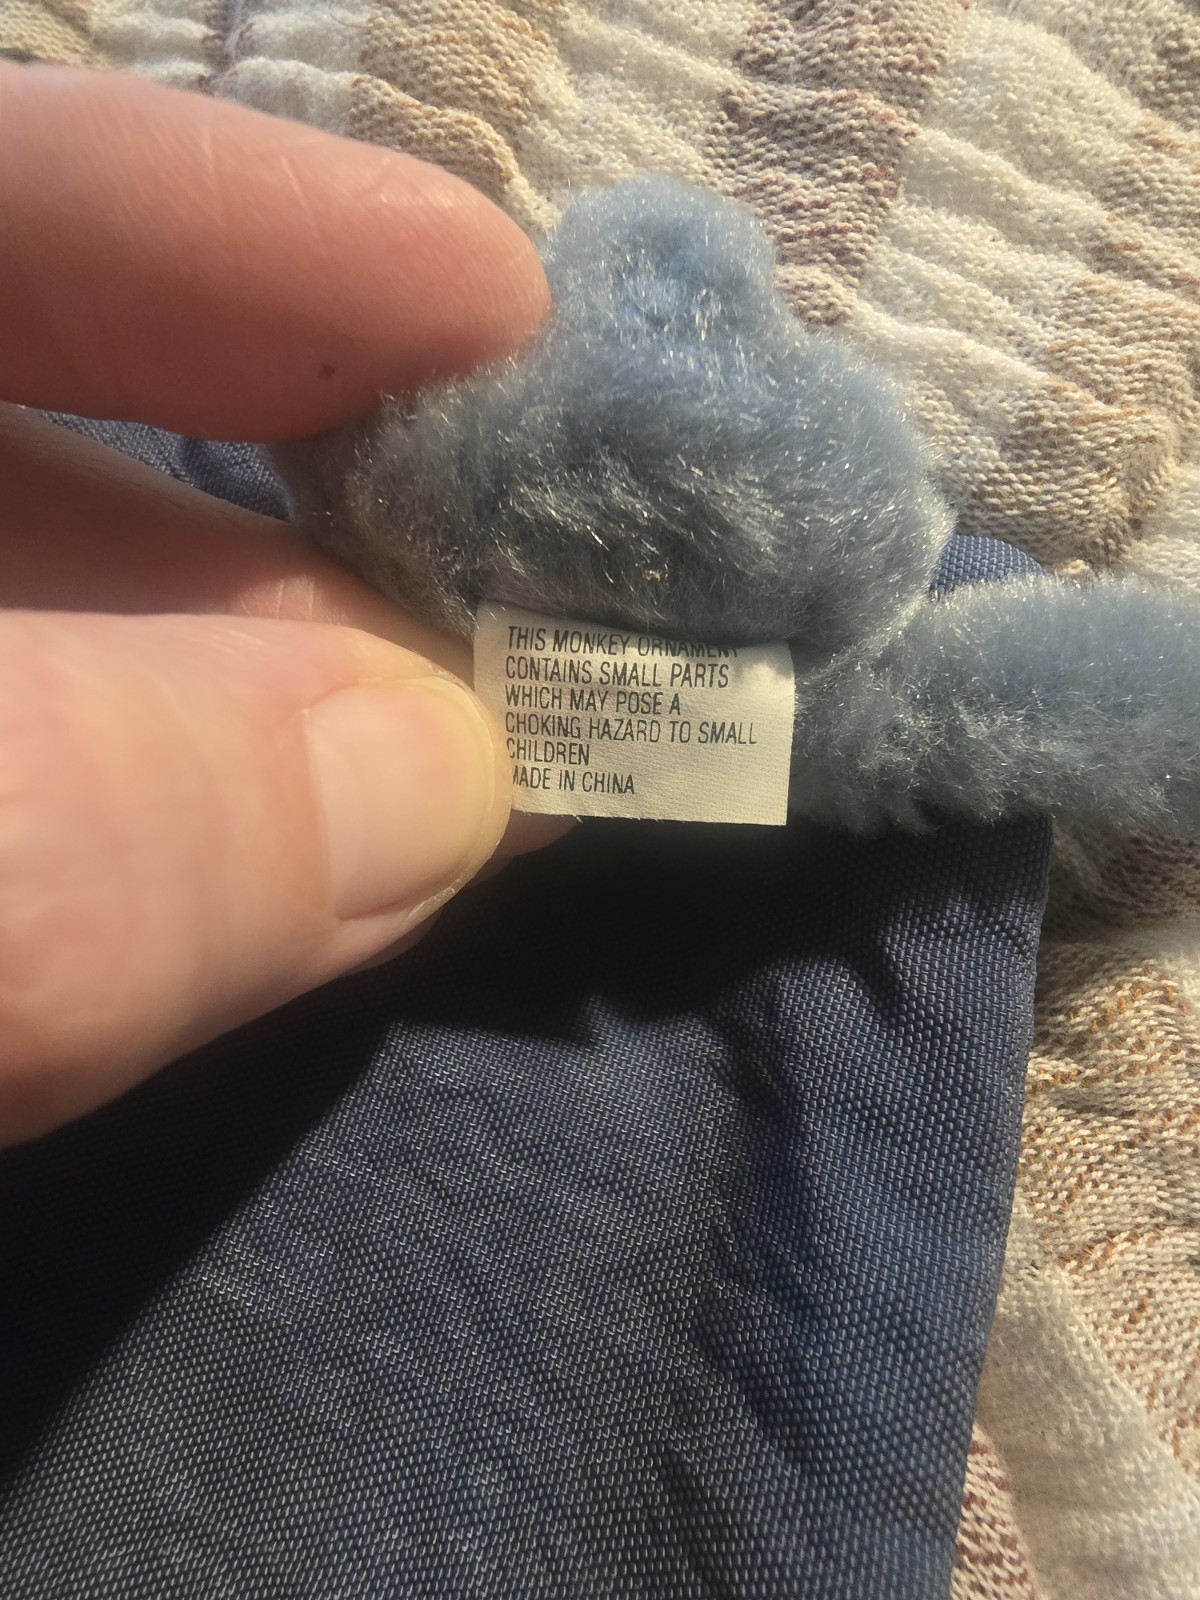 THIS MONKEY ORNAMENT
CONTAINS SMALL PARTS
WHICH MAY POSE A
CHOKING HAZARD TO SMALL
CHILDREN
MADE IN CHINA